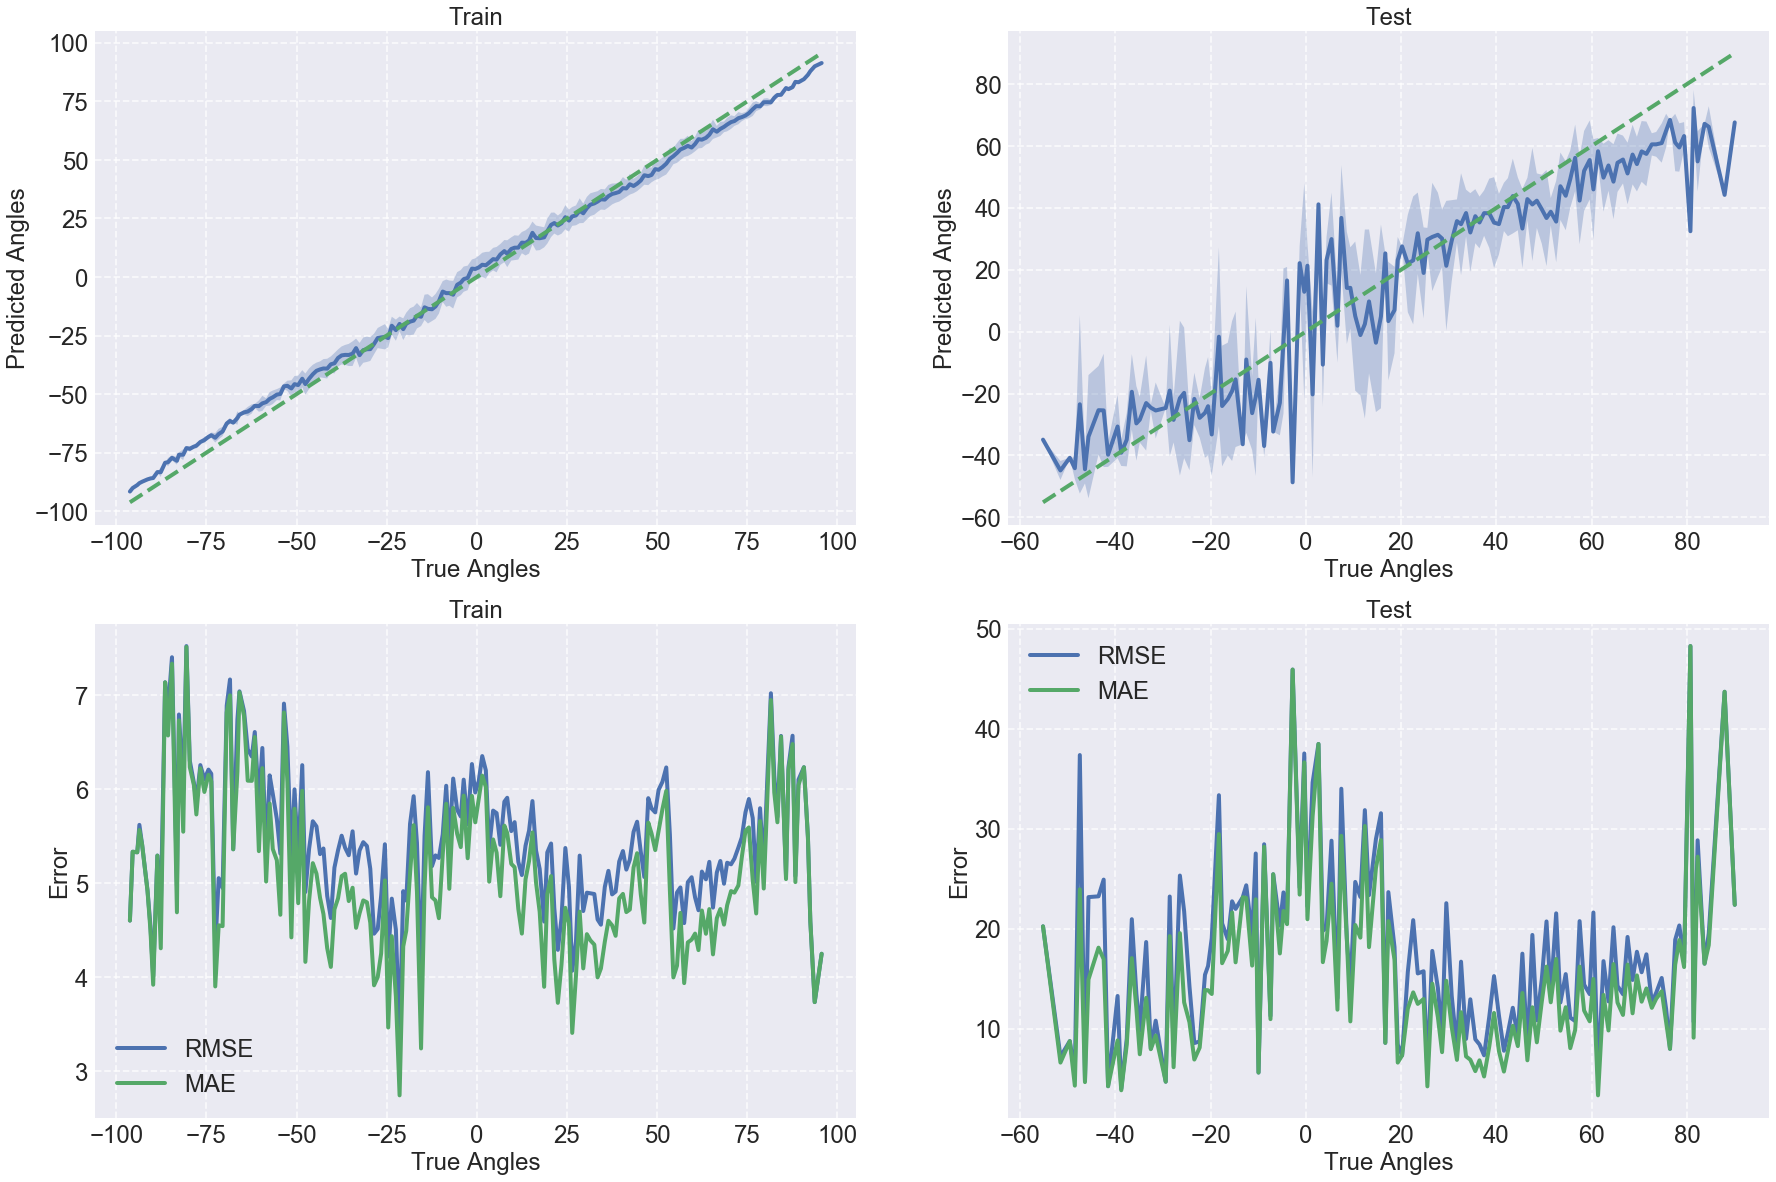 Train
100
75
50
25
0
−25
−50
−75
−100
Predicted Angles
−100 −75 −50 −25 0 25 50 75 100
True Angles
Test
80
60
40
20
0
−20
−40
−60
Predicted Angles
−60 −40 −20 0 20 40 60 80
True Angles
Train
7
6
5
4
3
Error
RMSE
MAE
−100 −75 −50 −25 0 25 50 75 100
True Angles
Test
50
40
30
20
10
Error
RMSE
MAE
−60 −40 −20 0 20 40 60 80
True Angles